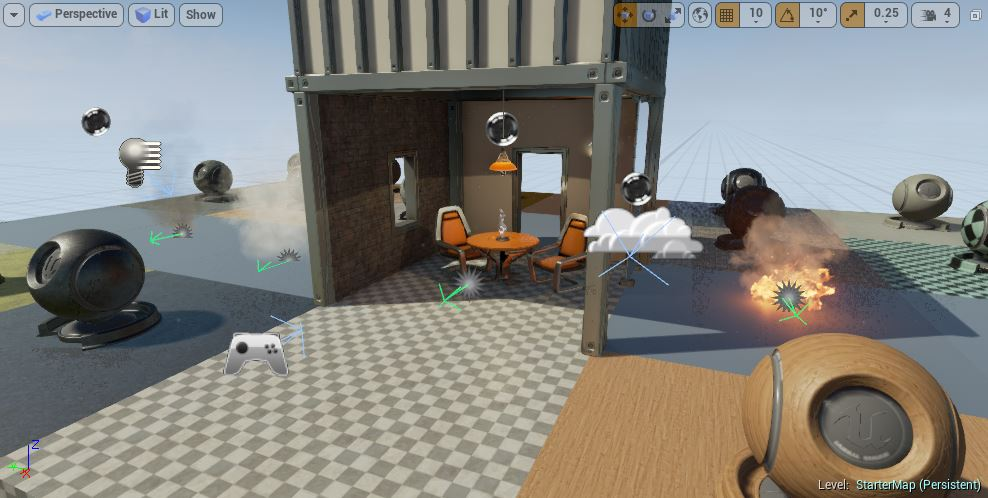 Perspective Lit Show 10 10° 0.25 4
Z
X
Level: StarterMap (Persistent)